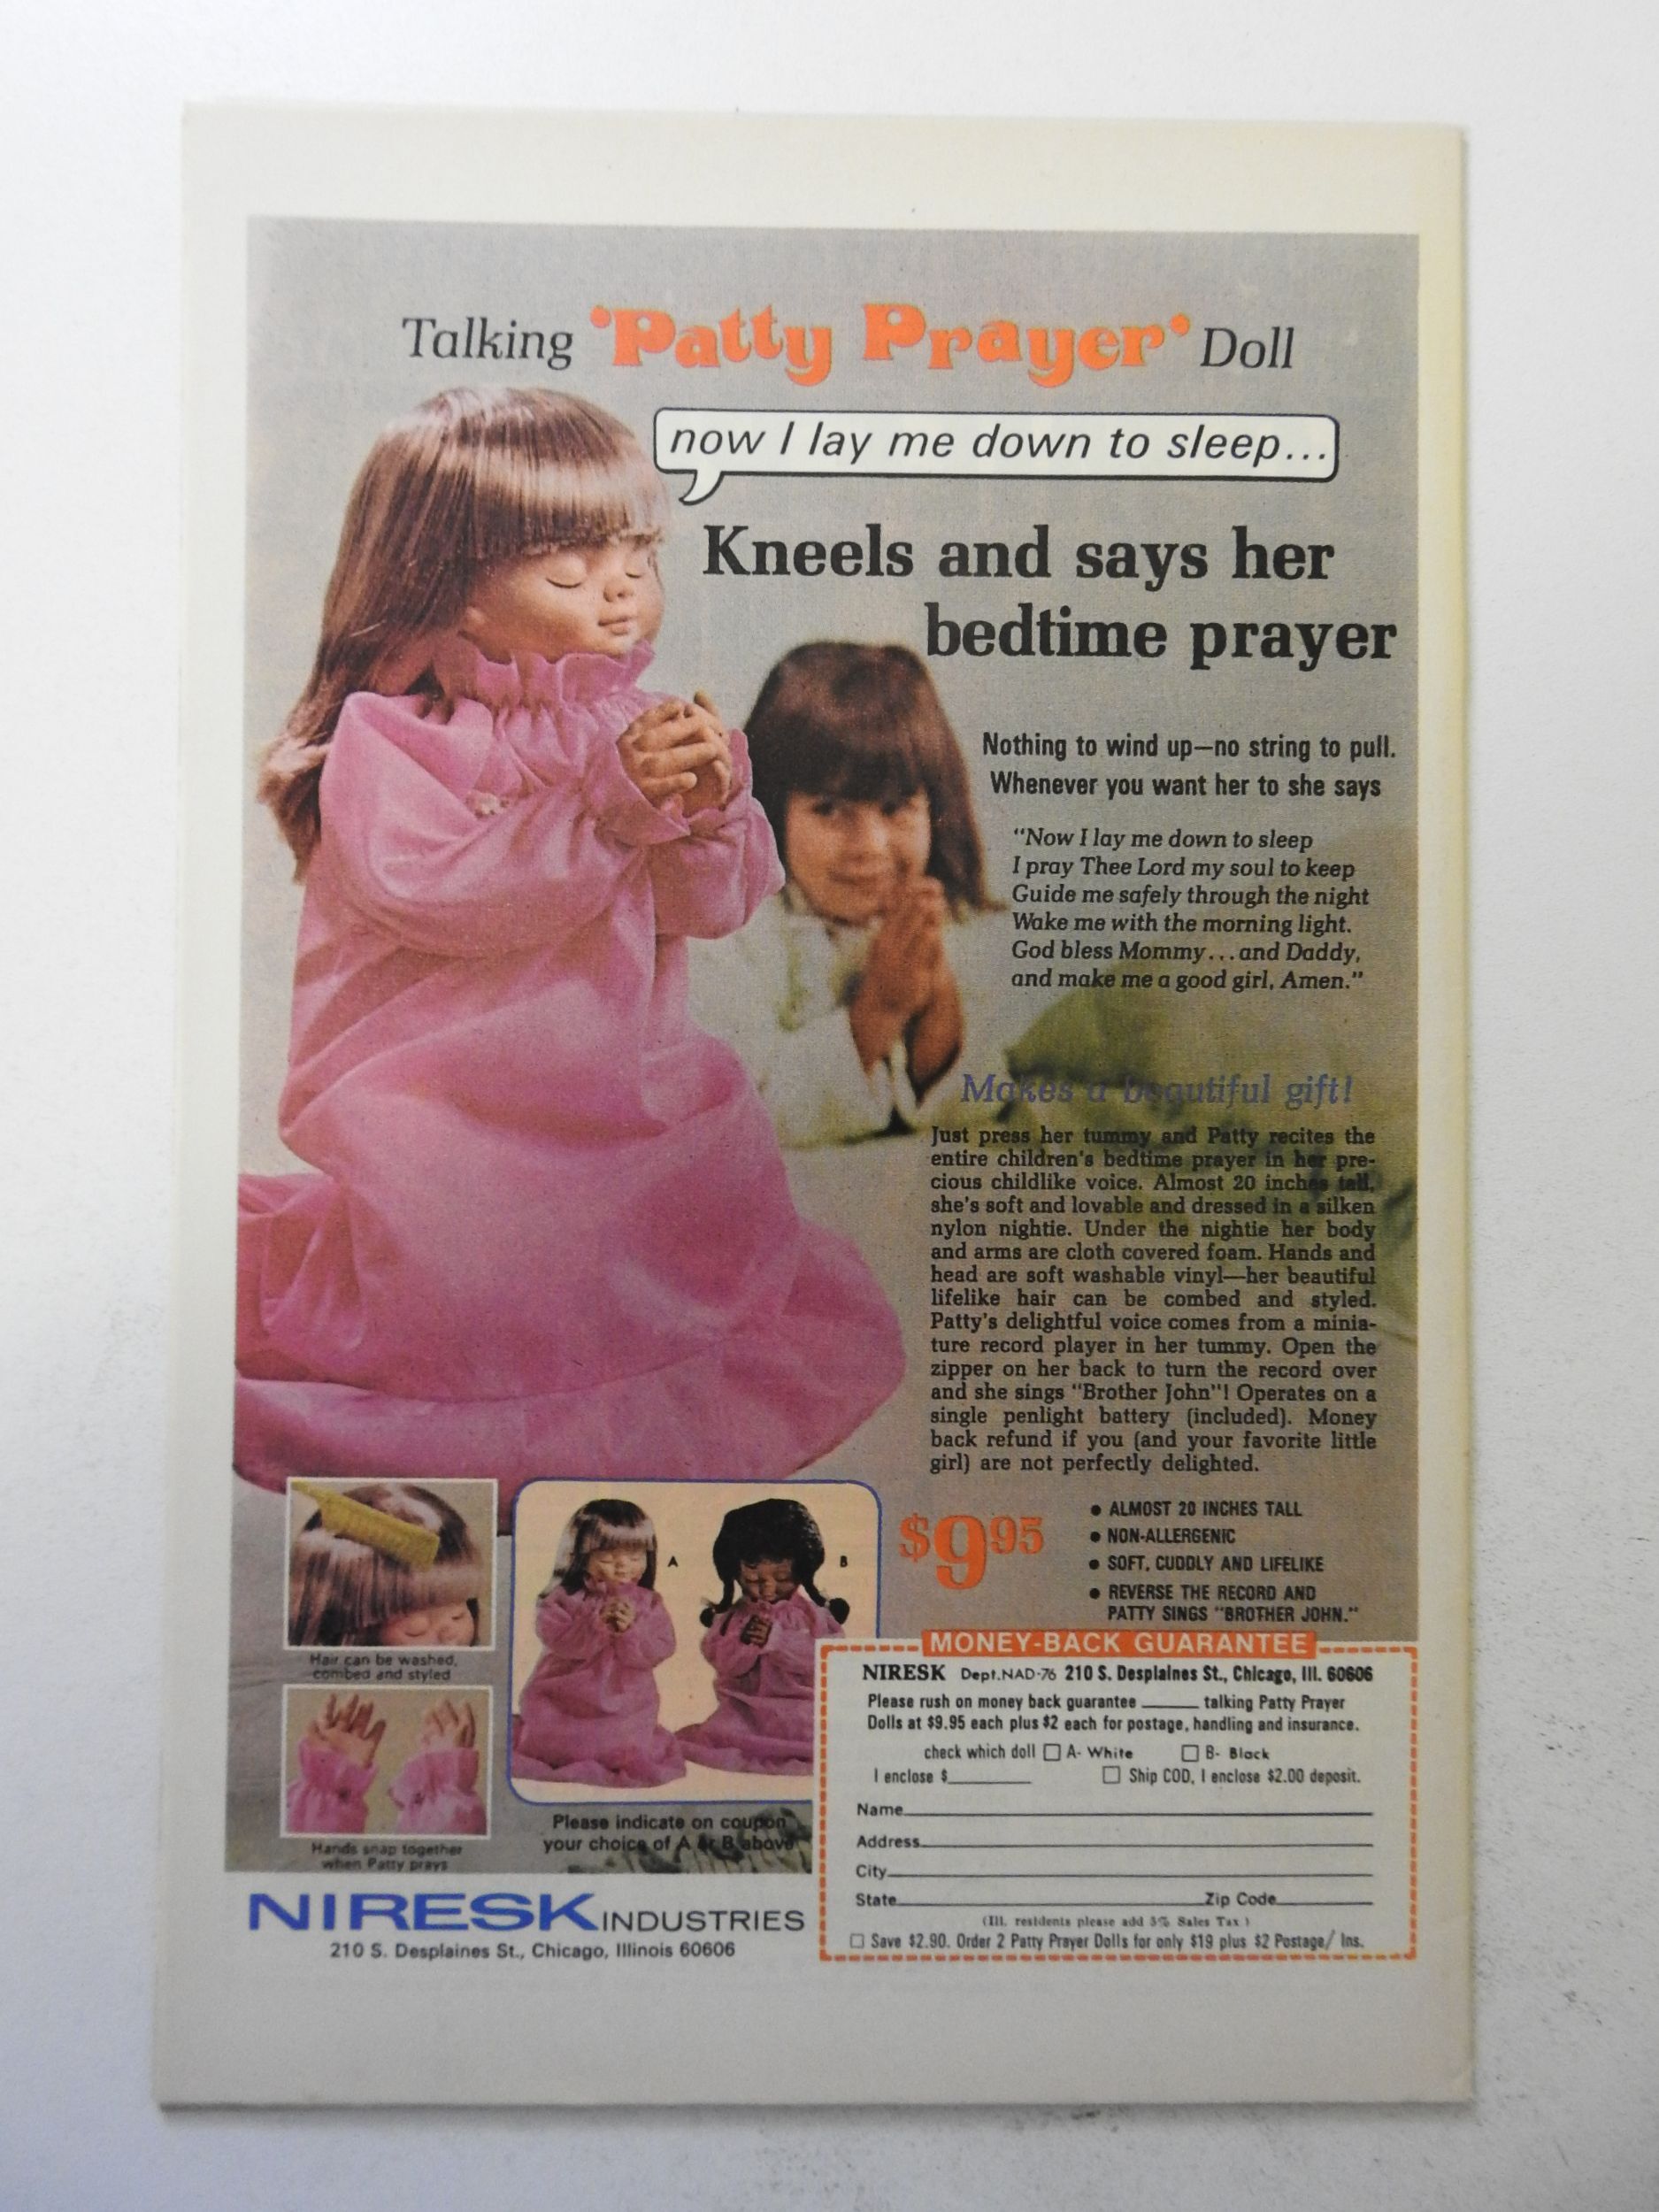 Talking 'Patty Prayer' Doll
now I lay me down to sleep...
Kneels and says her
bedtime prayer
Nothing to wind up—no string to pull.
Whenever you want her to she says
"Now I lay me down to sleep
I pray Thee Lord my soul to keep
Guide me safely through the night
Wake me with the morning light.
God bless Mommy...and Daddy,
and make me a good girl, Amen."
Makes a beautiful gift!
Just press her tummy and Patty recites the
entire children's bedtime prayer in her pre-
cious childlike voice. Almost 20 inches tall,
she's soft and lovable and dressed in a silken
nylon nightie. Under the nightie her body
and arms are cloth covered foam. Hands and
head are soft washable vinyl—her beautiful
lifelike hair can be combed and styled.
Patty's delightful voice comes from a minia-
ture record player in her tummy. Open the
zipper on her back to turn the record over
and she sings "Brother John"! Operates on a
single penlight battery (included). Money
back refund if you (and your favorite little
girl) are not perfectly delighted.
$9.95
• ALMOST 20 INCHES TALL
• NON-ALLERGENIC
• SOFT, CUDDLY AND LIFELIKE
• REVERSE THE RECORD AND
PATTY SINGS "BROTHER JOHN."
Hair can be washed,
combed and styled
Hands snap together
when Patty prays
A
B
Please indicate on coupon
your choice of A or B above
NIRESK INDUSTRIES
210 S. Desplaines St., Chicago, Illinois 60606
MONEY-BACK GUARANTEE
NIRESK Dept.NAD-76 210 S. Desplaines St., Chicago, Ill. 60606
Please rush on money back guarantee ______ talking Patty Prayer
Dolls at $9.95 each plus $2 each for postage, handling and insurance.
check which doll □ A- White □ B- Black
I enclose $________ □ Ship COD, I enclose $2.00 deposit.
Name
Address
City
State Zip Code
(Ill. residents please add 5% Sales Tax)
□ Save $2.90. Order 2 Patty Prayer Dolls for only $19 plus $2 Postage/ Ins.